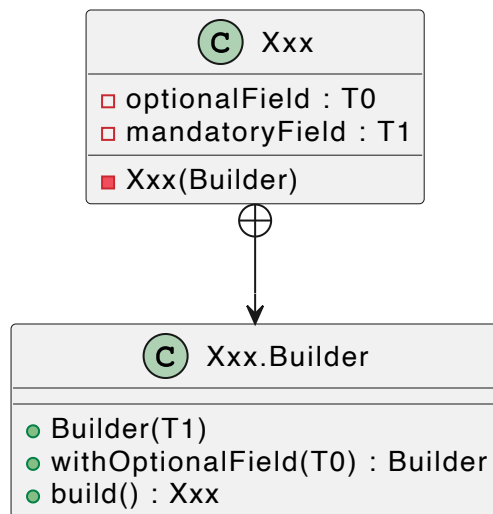 C Xxx
optionalField : T0
mandatoryField : T1
Xxx(Builder)
C Xxx.Builder
Builder(T1)
withOptionalField(T0) : Builder
build() : Xxx